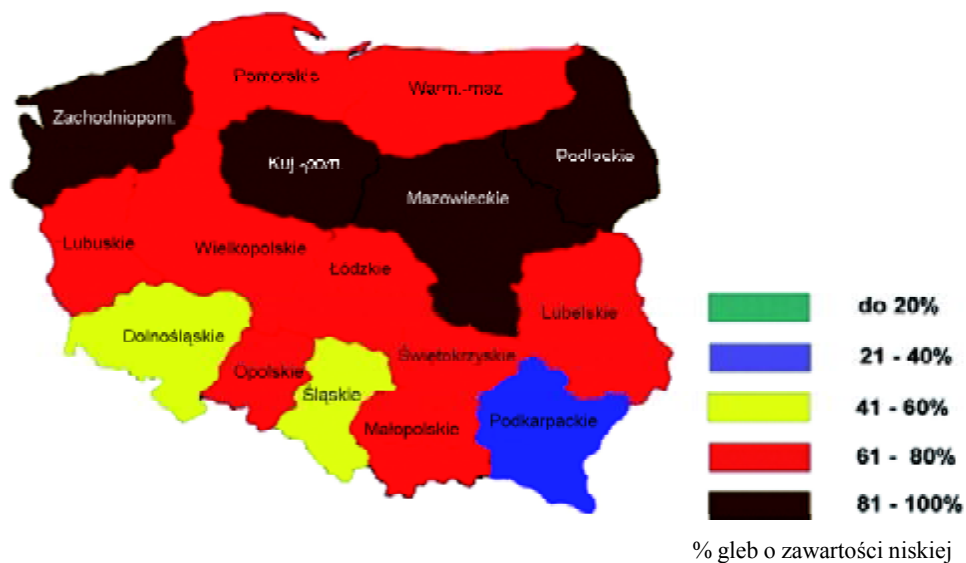 Pomorskie
Warm.-maz.
Zachodniopom.
Kuj.-pom
Podlaskie
Mazowieckie
Lubuskie
Wielkopolskie
Łódzkie
Lubelskie
Dolnośląskie
Świętokrzyskie
Opolskie
Śląskie
Małopolskie
Podkarpackie
do 20%
21 - 40%
41 - 60%
61 - 80%
81 - 100%
% gleb o zawartości niskiej